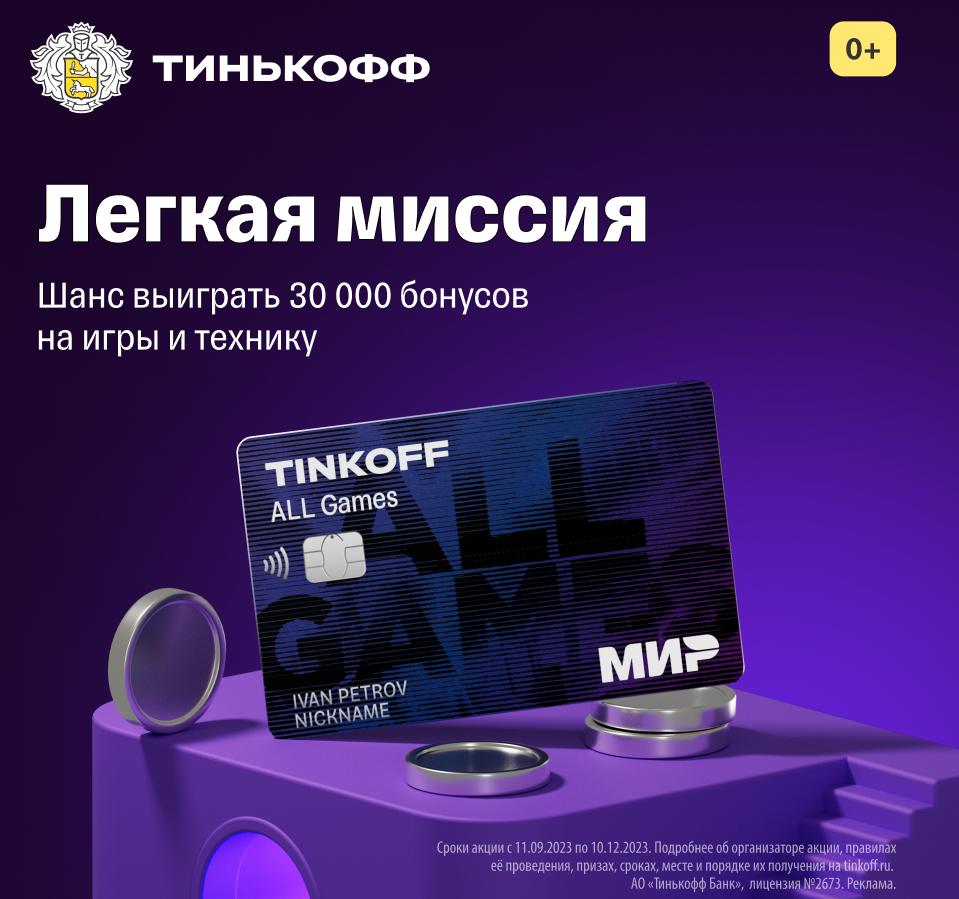 ТИНЬКОФФ
0+
Легкая миссия
Шанс выиграть 30 000 бонусов
на игры и технику
TINKOFF
ALL Games
ALL
GAMES
МИР
IVAN PETROV
NICKNAME
Сроки акции с 11.09.2023 по 10.12.2023. Подробнее об организаторе акции, правилах
её проведения, призах, сроках, месте и порядке их получения на tinkoff.ru.
АО «Тинькофф Банк», лицензия №2673. Реклама.